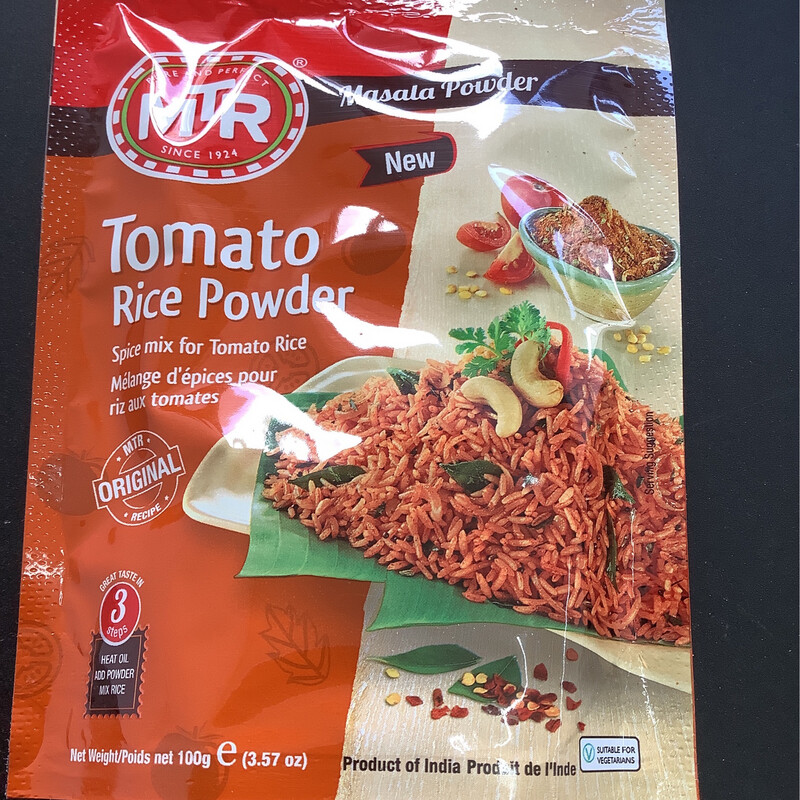 PURE AND PERFECT
MTR
®
SINCE 1924
Masala Powder
New
Tomato
Rice Powder
Spice mix for Tomato Rice
Mélange d'épices pour
riz aux tomates
MTR
ORIGINAL
RECIPE
Serving Suggestion
GREAT TASTE IN
3
Steps
HEAT OIL
ADD POWDER
MIX RICE
Net Weight/Poids net 100g e (3.57 oz)
Product of India Produit de l'Inde
V SUITABLE FOR
VEGETARIANS